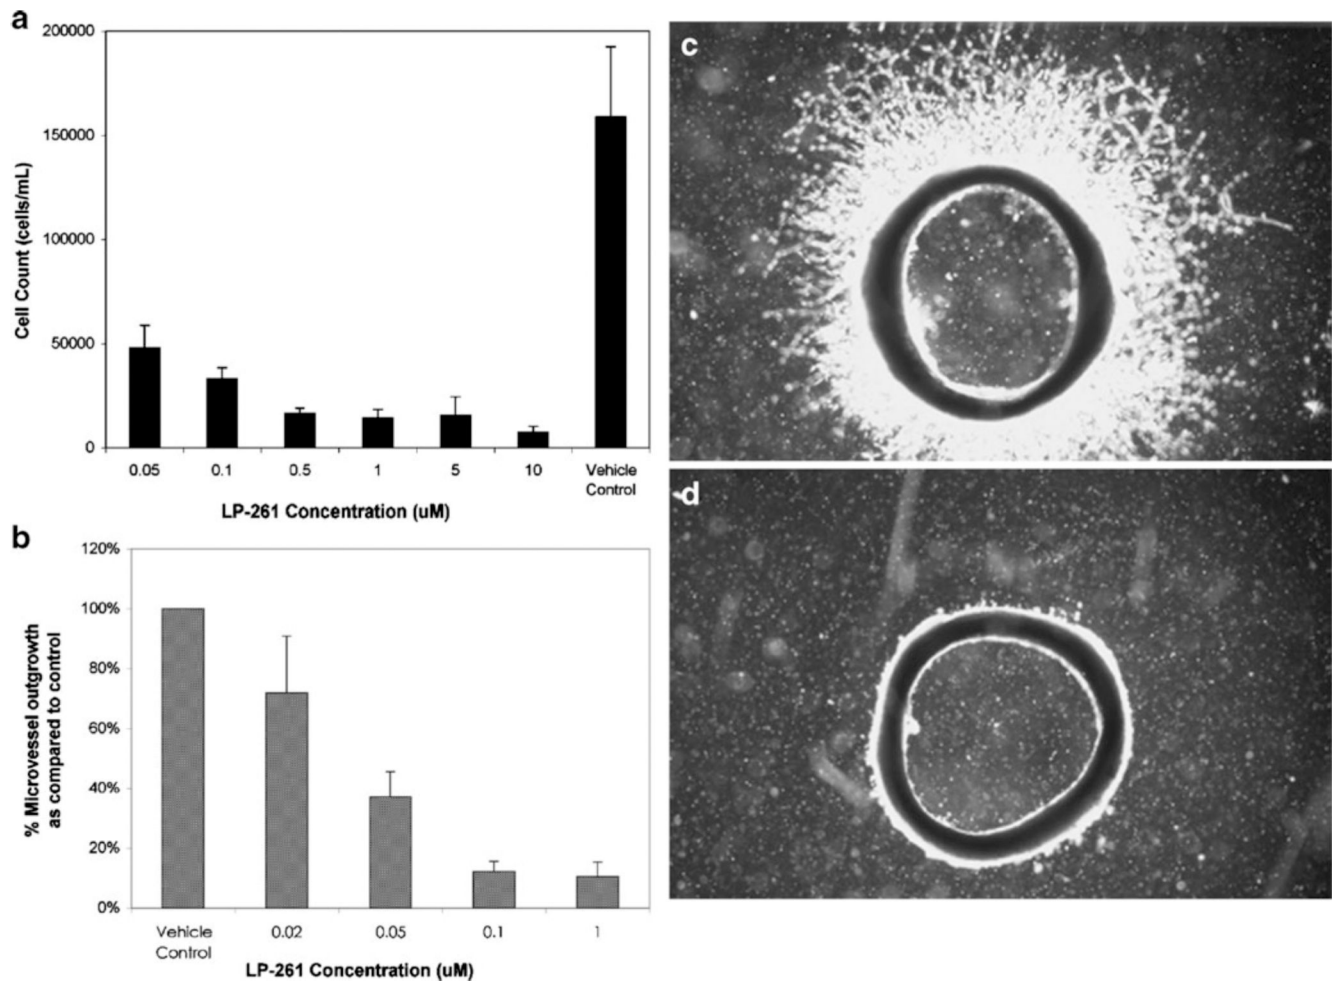 a
200000
150000
100000
50000
0
Cell Count (cells/mL)
0.05 0.1 0.5 1 5 10 Vehicle
Control
LP-261 Concentration (uM)
b
120%
100%
80%
60%
40%
20%
0%
% Microvessel outgrowth
as compared to control
Vehicle 0.02 0.05 0.1 1
Control
LP-261 Concentration (uM)
c
d